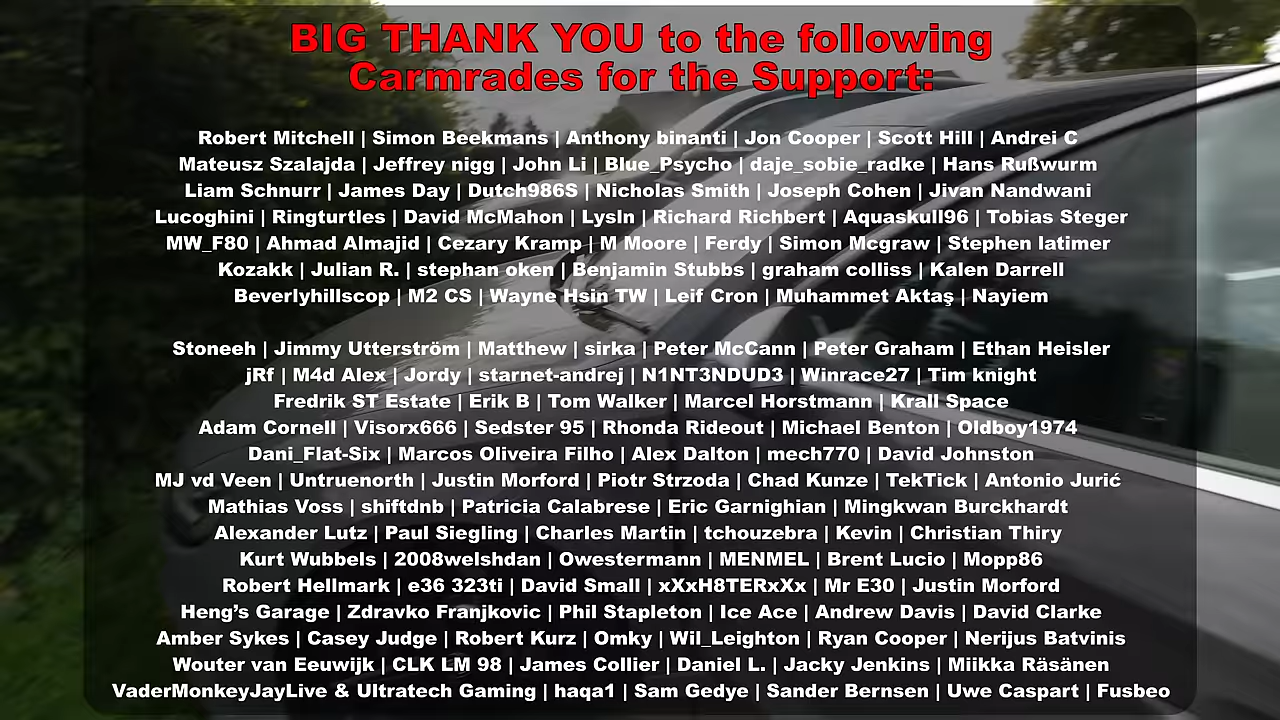 BIG THANK YOU to the following
Carmrades for the Support:
Robert Mitchell | Simon Beekmans | Anthony binanti | Jon Cooper | Scott Hill | Andrei C
Mateusz Szalajda | Jeffrey nigg | John Li | Blue_Psycho | daje_sobie_radke | Hans Rußwurm
Liam Schnurr | James Day | Dutch986S | Nicholas Smith | Joseph Cohen | Jivan Nandwani
Lucoghini | Ringturtles | David McMahon | Lysln | Richard Richbert | Aquaskull96 | Tobias Steger
MW_F80 | Ahmad Almajid | Cezary Kramp | M Moore | Ferdy | Simon Mcgraw | Stephen latimer
Kozakk | Julian R. | stephan oken | Benjamin Stubbs | graham colliss | Kalen Darrell
Beverlyhillscop | M2 CS | Wayne Hsin TW | Leif Cron | Muhammet Aktaş | Nayiem
Stoneeh | Jimmy Utterström | Matthew | sirka | Peter McCann | Peter Graham | Ethan Heisler
jRf | M4d Alex | Jordy | starnet-andrej | N1NT3NDUD3 | Winrace27 | Tim knight
Fredrik ST Estate | Erik B | Tom Walker | Marcel Horstmann | Krall Space
Adam Cornell | Visorx666 | Sedster 95 | Rhonda Rideout | Michael Benton | Oldboy1974
Dani_Flat-Six | Marcos Oliveira Filho | Alex Dalton | mech770 | David Johnston
MJ vd Veen | Untruenorth | Justin Morford | Piotr Strzoda | Chad Kunze | TekTick | Antonio Jurić
Mathias Voss | shiftdnb | Patricia Calabrese | Eric Garnighian | Mingkwan Burckhardt
Alexander Lutz | Paul Siegling | Charles Martin | tchouzebra | Kevin | Christian Thiry
Kurt Wubbels | 2008welshdan | Owestermann | MENMEL | Brent Lucio | Mopp86
Robert Hellmark | e36 323ti | David Small | xXxH8TERxXx | Mr E30 | Justin Morford
Heng’s Garage | Zdravko Franjkovic | Phil Stapleton | Ice Ace | Andrew Davis | David Clarke
Amber Sykes | Casey Judge | Robert Kurz | Omky | Wil_Leighton | Ryan Cooper | Nerijus Batvinis
Wouter van Eeuwijk | CLK LM 98 | James Collier | Daniel L. | Jacky Jenkins | Miikka Räsänen
VaderMonkeyJayLive & Ultratech Gaming | haqa1 | Sam Gedye | Sander Bernsen | Uwe Caspart | Fusbeo